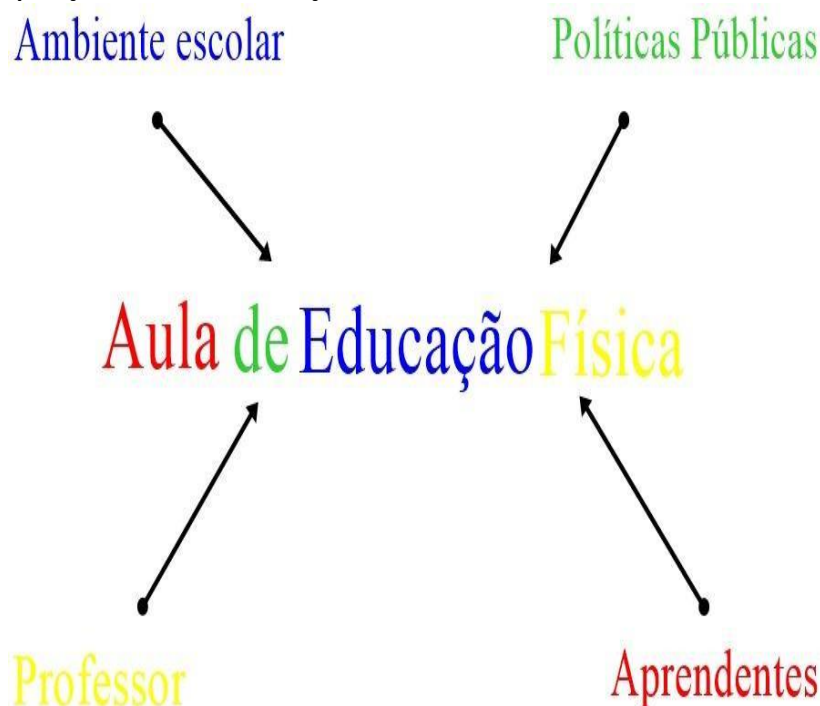 Ambiente escolar
Políticas Públicas
Aula de Educação Física
Professor
Aprendentes